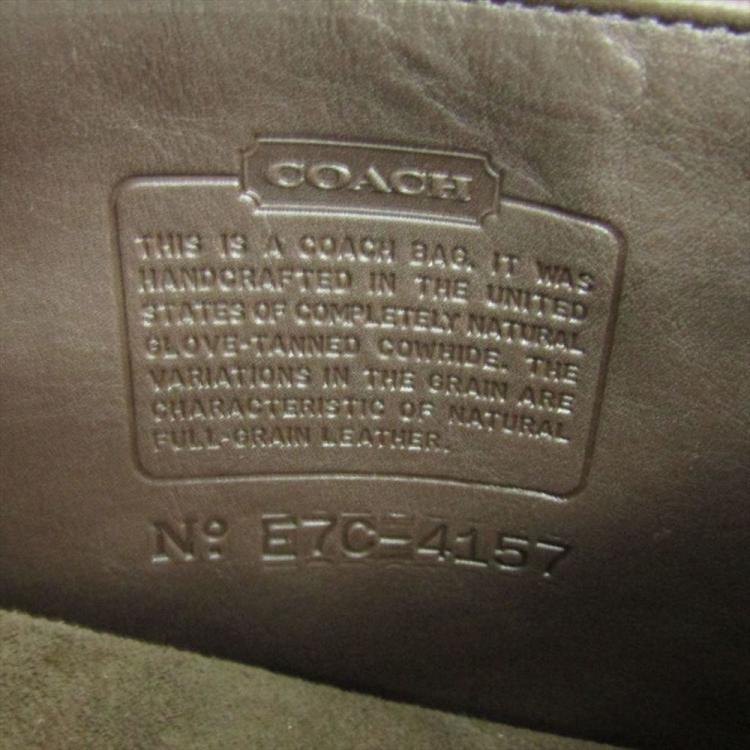 COACH
THIS IS A COACH BAG. IT WAS
HANDCRAFTED IN THE UNITED
STATES OF COMPLETELY NATURAL
GLOVE-TANNED COWHIDE. THE
VARIATIONS IN THE GRAIN ARE
CHARACTERISTIC OF NATURAL
FULL-GRAIN LEATHER.
Nº E7C-4157